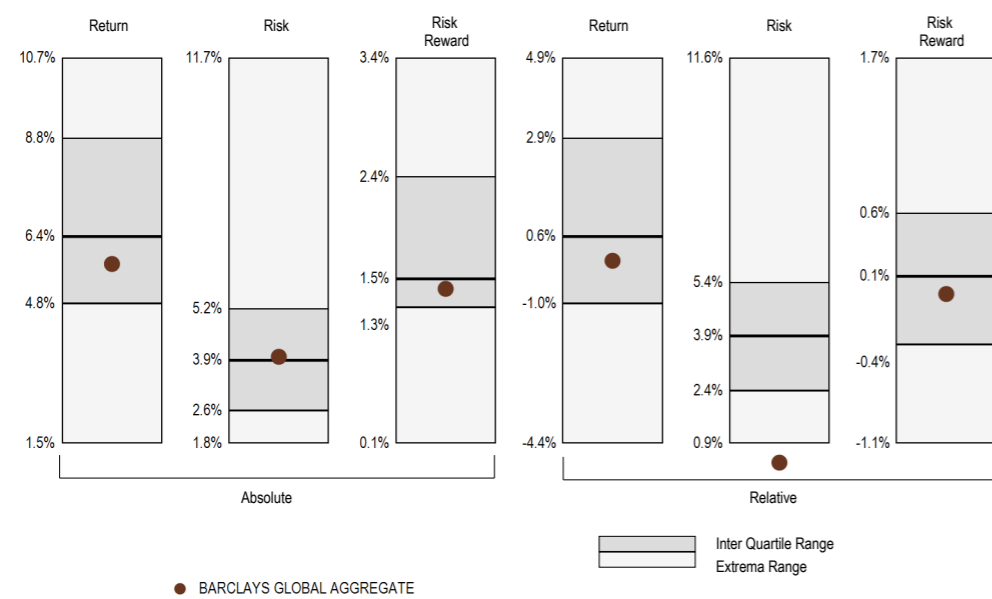 Return
Risk
Risk
Reward
Return
Risk
Risk
Reward
10.7%
8.8%
6.4%
4.8%
1.5%
11.7%
5.2%
3.9%
2.6%
1.8%
3.4%
2.4%
1.5%
1.3%
0.1%
4.9%
2.9%
0.6%
-1.0%
-4.4%
11.6%
5.4%
3.9%
2.4%
0.9%
1.7%
0.6%
0.1%
-0.4%
-1.1%
Absolute
Relative
Inter Quartile Range
Extrema Range
BARCLAYS GLOBAL AGGREGATE